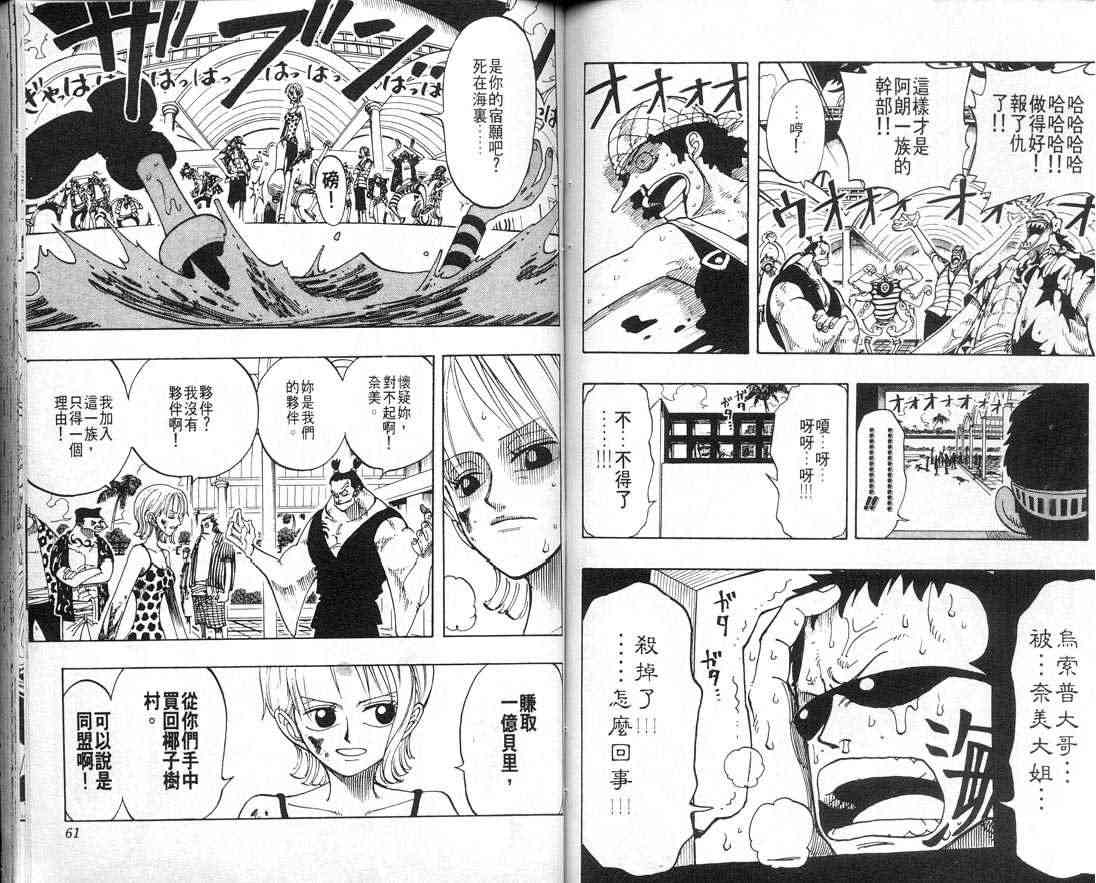 哈哈哈哈
哈哈哈!!
做得好!
報了仇
了!!
這樣才是
阿朗一族的
幹部!!
ウオオオオオ
…哼!
オオオ
オオオオオオ
嗄…呀…
呀呀…呀!!!
ガタ
ガタ
不…不得了
…!!!!
烏索普大哥…
被…奈美大姐…
海
ガタ
ガタ
殺掉了!!!
……怎麼回事!!!
ザブン
ぎゃはっはっはっはっはっはっ
是你的宿願吧?
死在海裏……
磅!
懷疑妳,
對不起啊!
奈美。
妳是我們
的夥伴。
夥伴?
我沒有
夥伴啊!
我加入
這一族,
只得一個
理由!
賺取
一億貝里,
從你們手中
買回椰子樹
村。
可以說是
同盟啊!
61